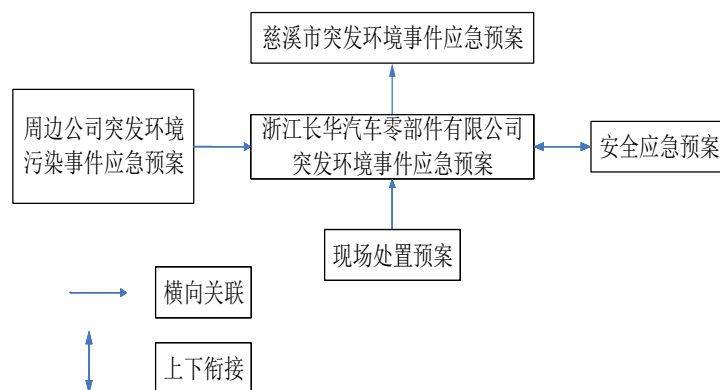 慈溪市突发环境事件应急预案
周边公司突发环境
污染事件应急预案
浙江长华汽车零部件有限公司
突发环境事件应急预案
安全应急预案
现场处置预案
横向关联
上下衔接